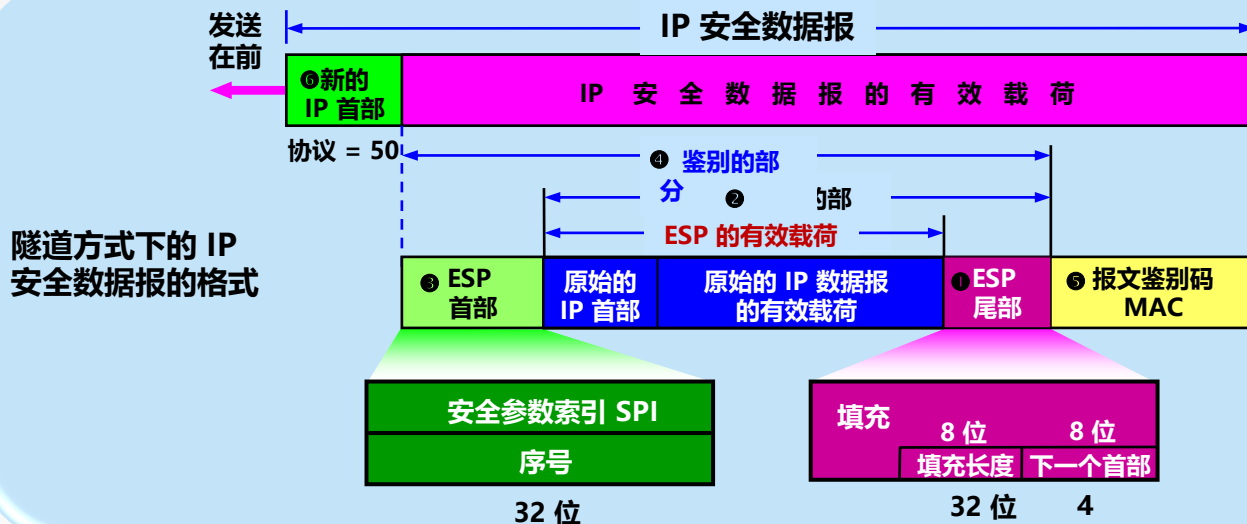 发送
在前
IP 安全数据报
❻新的
IP 首部
IP 安 全 数 据 报 的 有 效 载 荷
协议 = 50
❹ 鉴别的部
分
❷ 的部
ESP 的有效载荷
隧道方式下的 IP
安全数据报的格式
❸ ESP
首部
原始的
IP 首部
原始的 IP 数据报
的有效载荷
❶ESP
尾部
❺ 报文鉴别码
MAC
安全参数索引 SPI
序号
32 位
填充
8 位
8 位
填充长度
下一个首部
32 位
4